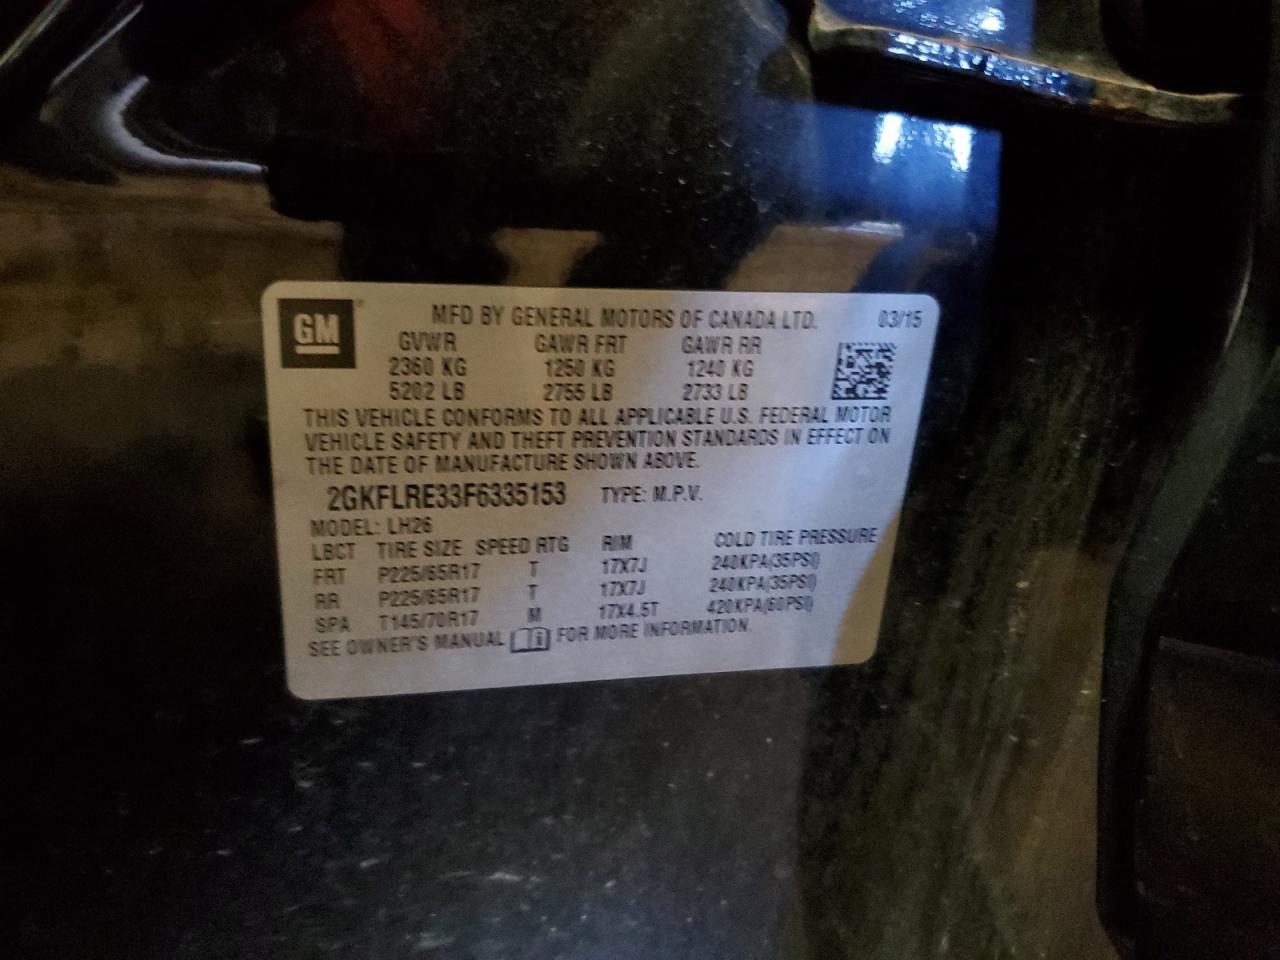 GM
MFD BY GENERAL MOTORS OF CANADA LTD. 03/15
GVWR GAWR FRT GAWR RR
2360 KG 1250 KG 1240 KG
5202 LB 2755 LB 2733 LB
THIS VEHICLE CONFORMS TO ALL APPLICABLE U.S. FEDERAL MOTOR
VEHICLE SAFETY AND THEFT PREVENTION STANDARDS IN EFFECT ON
THE DATE OF MANUFACTURE SHOWN ABOVE.
2GKFLRE33F6335153 TYPE: M.P.V.
MODEL: LH26
LBCT TIRE SIZE SPEED RTG RIM COLD TIRE PRESSURE
FRT P225/65R17 T 17X7J 240KPA(35PSI)
RR P225/65R17 T 17X7J 240KPA(35PSI)
SPA T145/70R17 M 17X4.5T 420KPA(60PSI)
SEE OWNER'S MANUAL i FOR MORE INFORMATION.